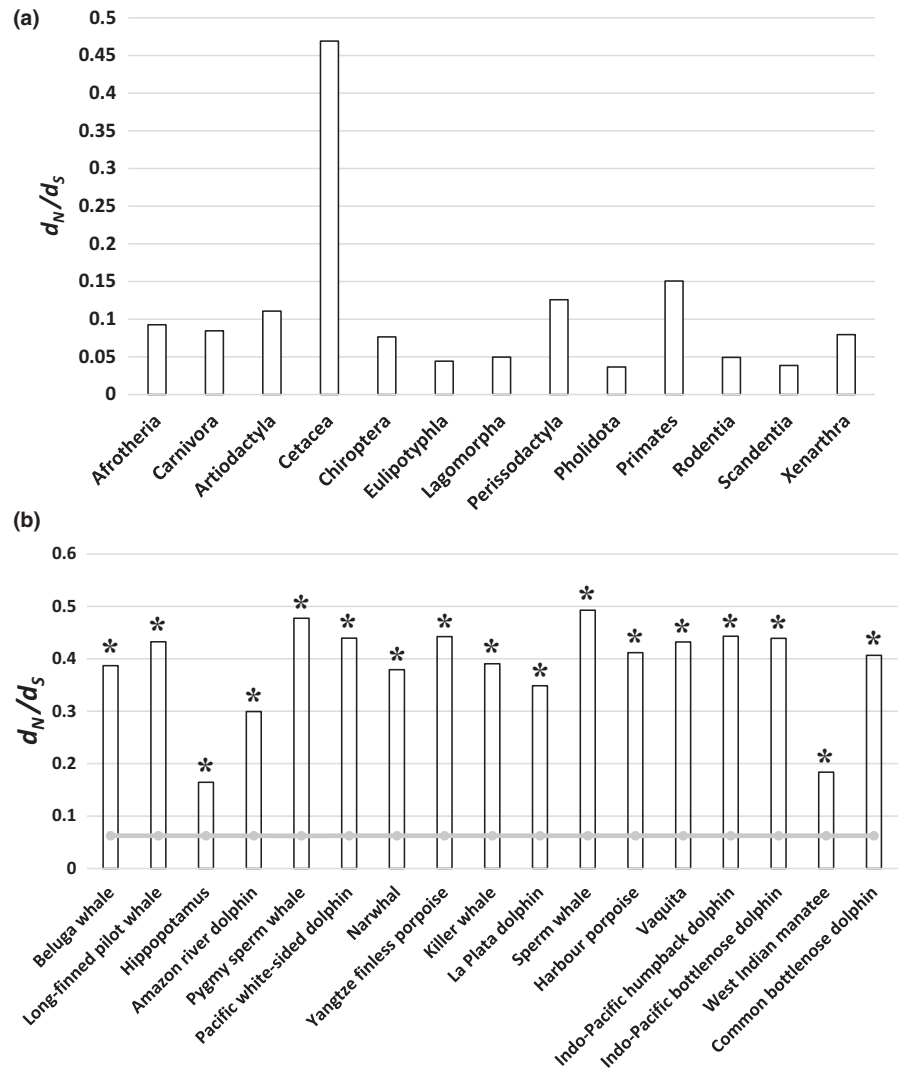 (a)
0.5
0.45
0.4
0.35
0.3
0.25
0.2
0.15
0.1
0.05
0
dN/dS
Afrotheria
Carnivora
Artiodactyla
Cetacea
Chiroptera
Eulipotyphla
Lagomorpha
Perissodactyla
Pholidota
Primates
Rodentia
Scandentia
Xenarthra
(b)
0.6
0.5
0.4
0.3
0.2
0.1
0
dN/dS
* * * * * * * * * * * * * * * * *
Beluga whale
Long-finned pilot whale
Hippopotamus
Amazon river dolphin
Pygmy sperm whale
Pacific white-sided dolphin
Narwhal
Yangtze finless porpoise
Killer whale
La Plata dolphin
Sperm whale
Harbour porpoise
Vaquita
Indo-Pacific humpback dolphin
Indo-Pacific bottlenose dolphin
West Indian manatee
Common bottlenose dolphin